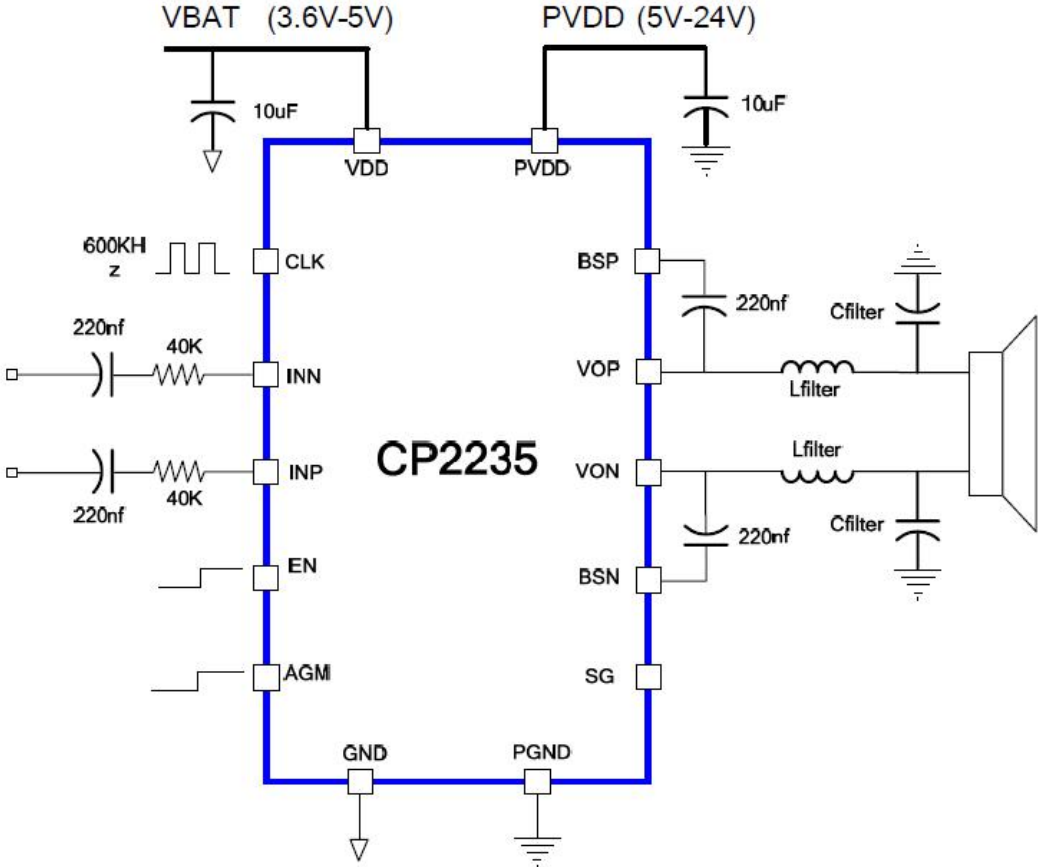 VBAT (3.6V-5V)
PVDD (5V-24V)
10uF
10uF
VDD
PVDD
600KH
z
CLK
BSP
220nf
Cfilter
220nf
40K
INN
VOP
Lfilter
CP2235
Lfilter
INP
VON
40K
220nf
Cfilter
220nf
EN
BSN
AGM
SG
GND
PGND